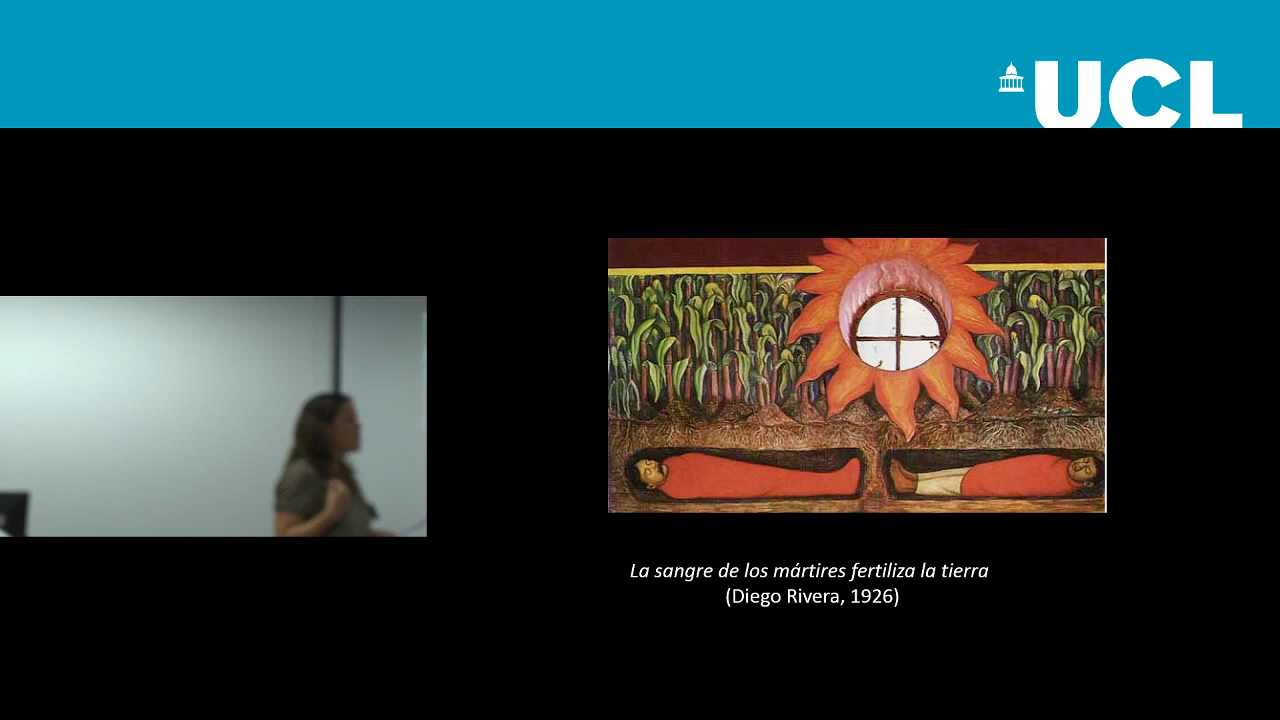 UCL
La sangre de los mártires fertiliza la tierra
(Diego Rivera, 1926)